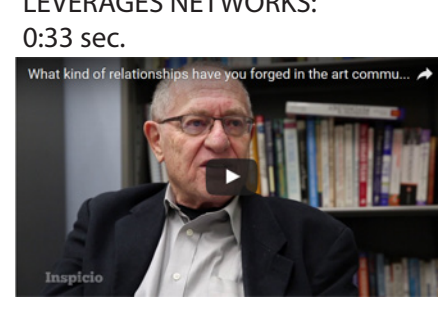 LEVERAGES NETWORKS:
0:33 sec.
What kind of relationships have you forged in the art commu...
Inspicio